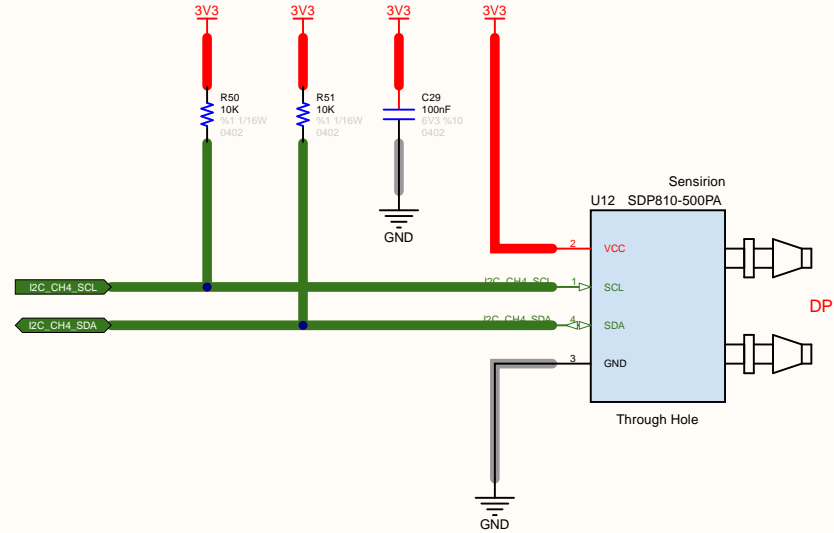 3V3
3V3
3V3
3V3
R50
10K
%1 1/16W
0402
R51
10K
%1 1/16W
0402
C29
100nF
6V3 %10
0402
GND
Sensirion
U12 SDP810-500PA
2 VCC
I2C_CH4_SCL
I2C_CH4_SCL
1 SCL
I2C_CH4_SDA
I2C_CH4_SDA
4 SDA
DP
3 GND
Through Hole
GND